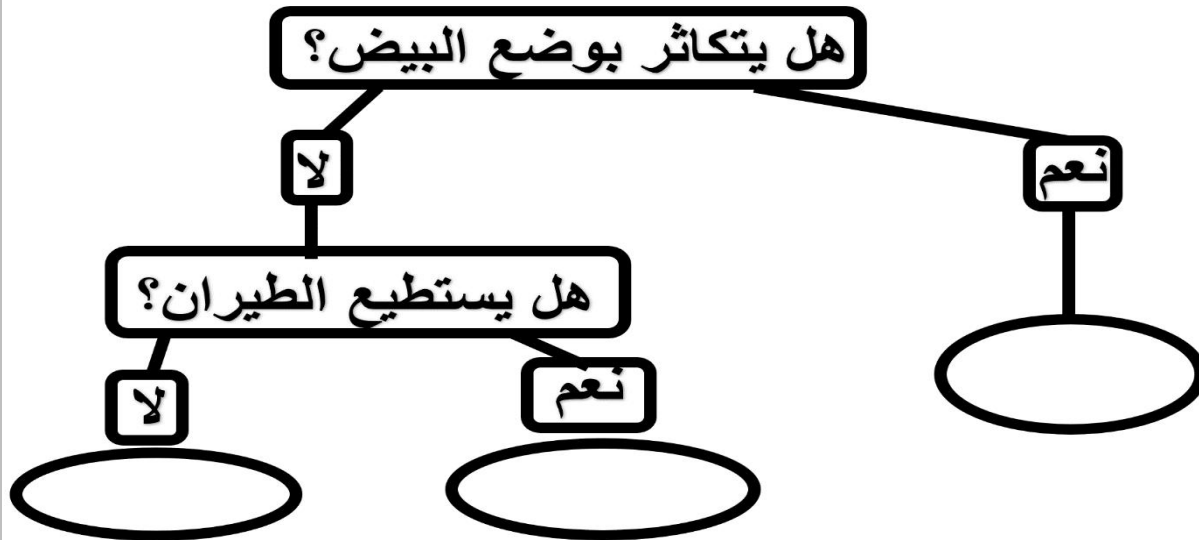 هل يتكاثر بوضع البيض؟
نعم
لا
هل يستطيع الطيران؟
نعم
لا